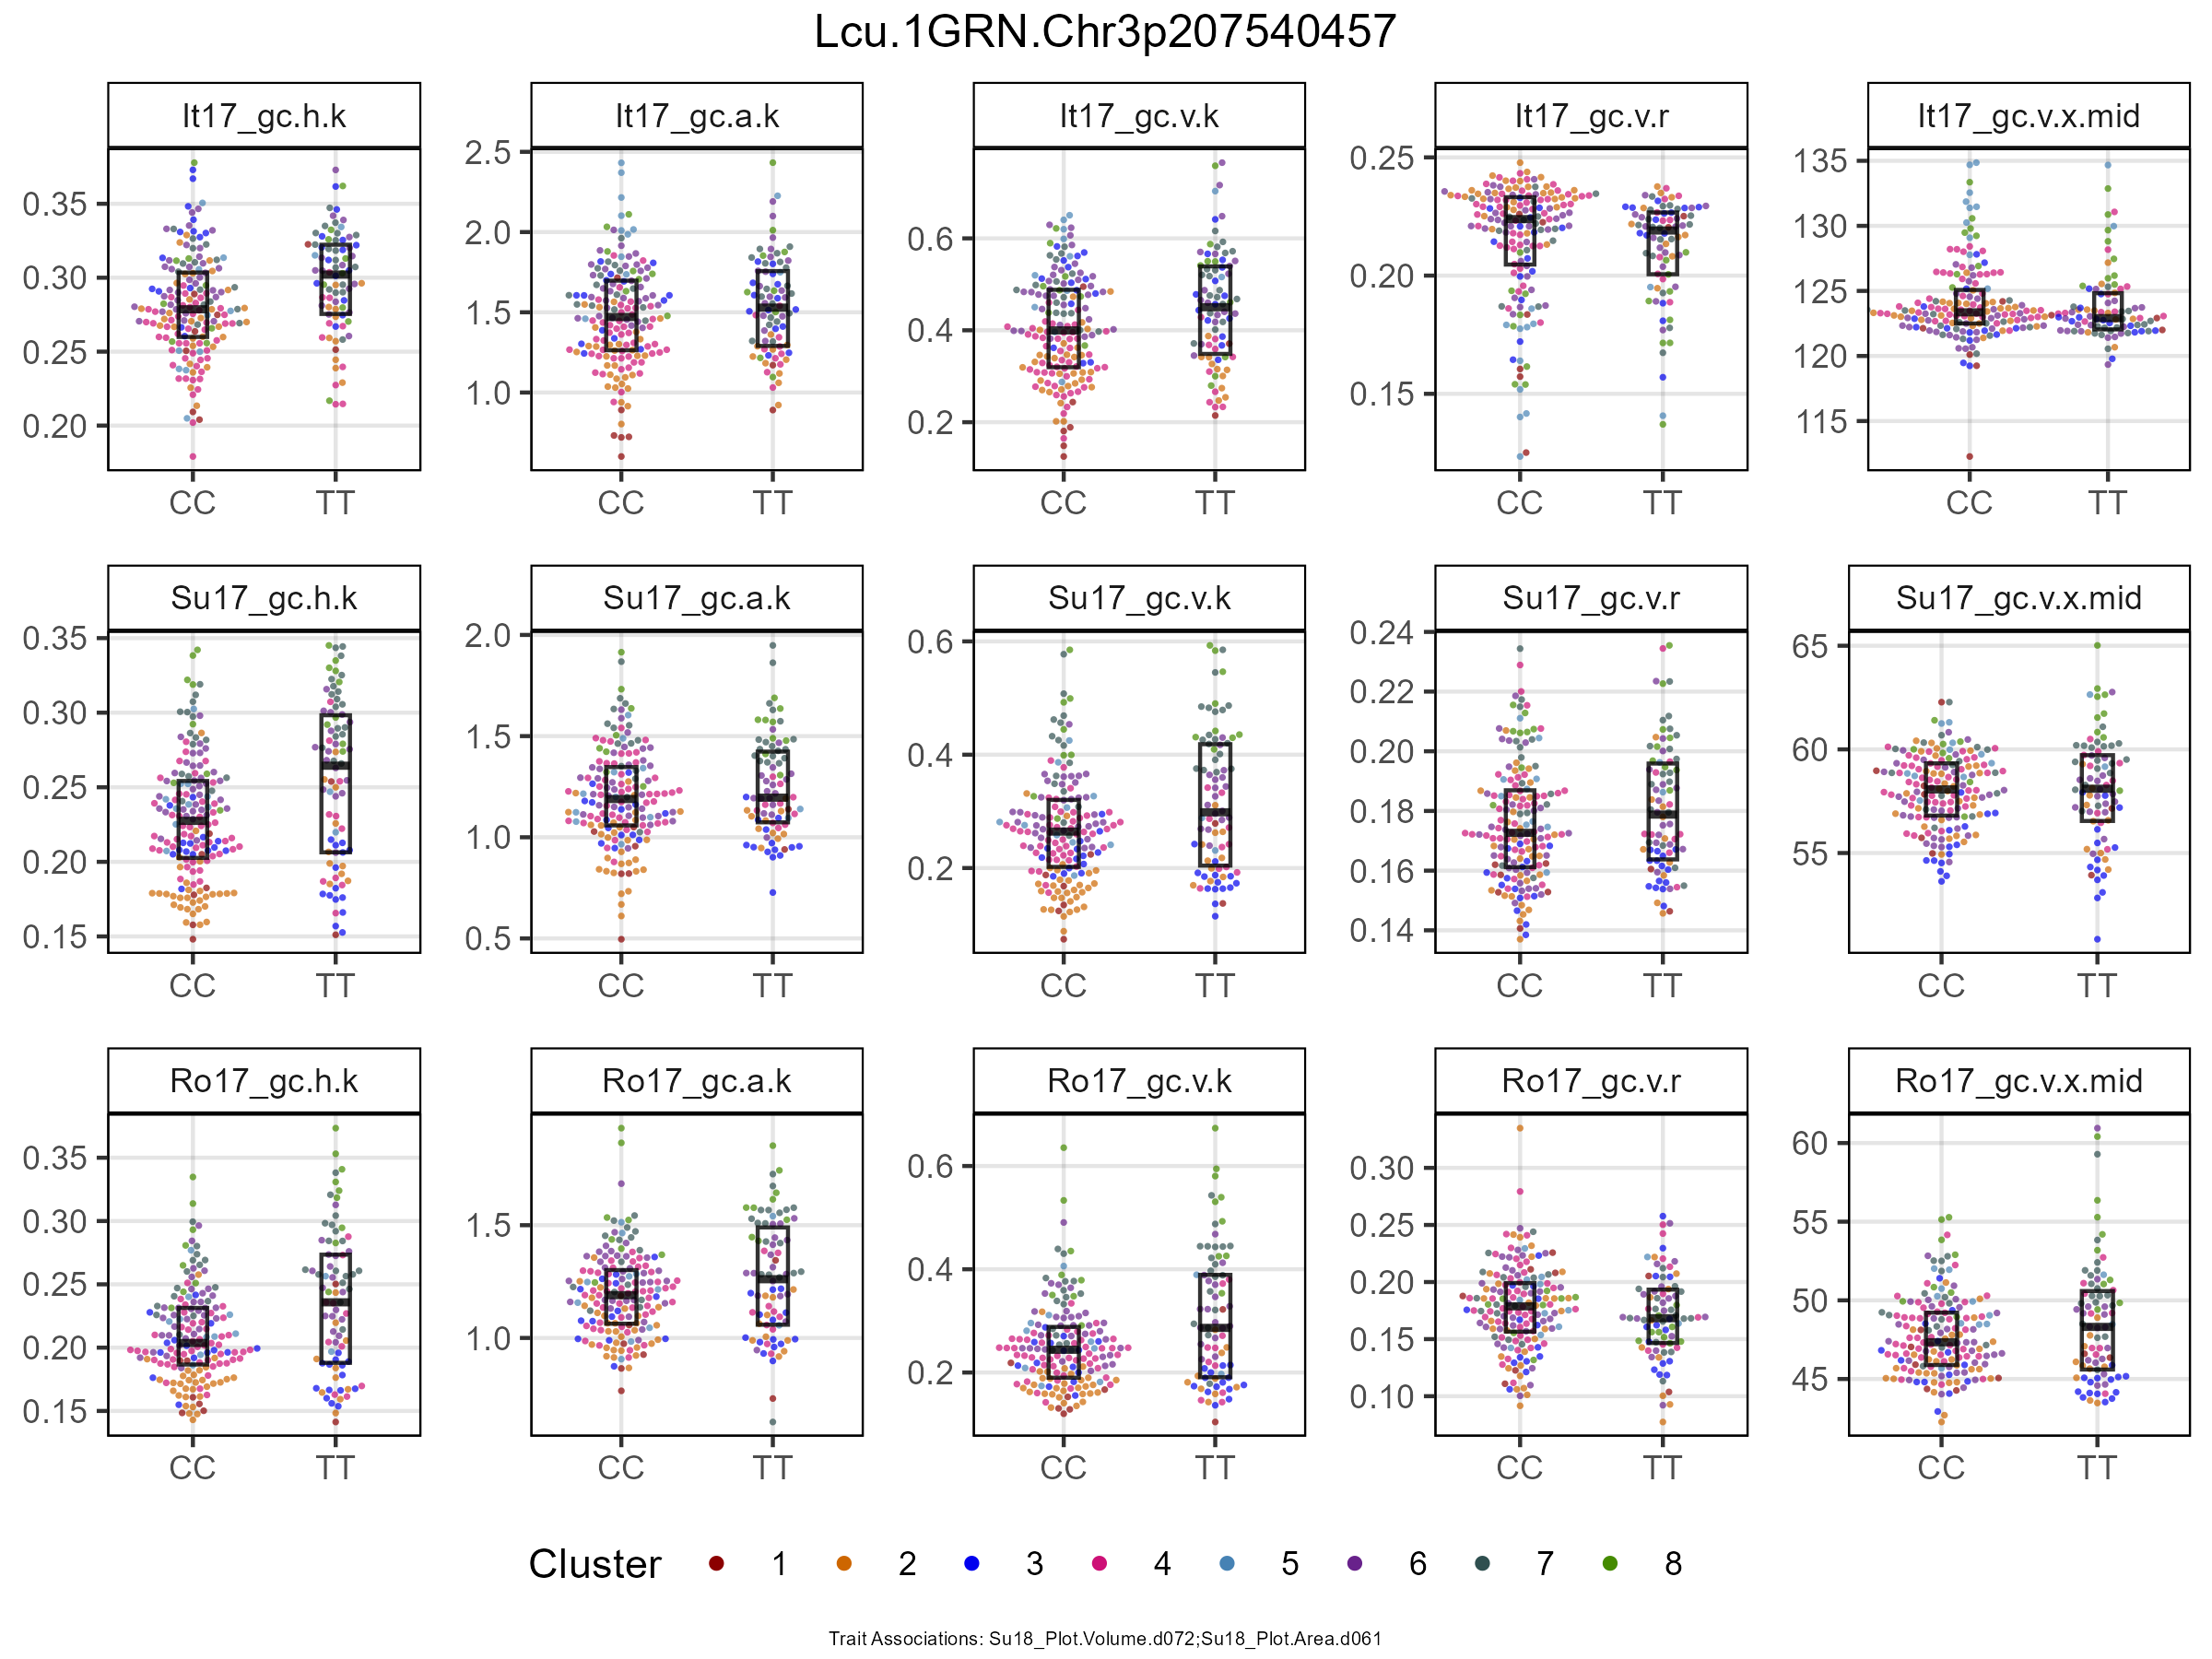 Lcu.1GRN.Chr3p207540457
It17_gc.h.k
It17_gc.a.k
It17_gc.v.k
It17_gc.v.r
It17_gc.v.x.mid
0.35
0.30
0.25
0.20
CC TT
2.5
2.0
1.5
1.0
CC TT
0.6
0.4
0.2
CC TT
0.25
0.20
0.15
CC TT
135
130
125
120
115
CC TT
Su17_gc.h.k
Su17_gc.a.k
Su17_gc.v.k
Su17_gc.v.r
Su17_gc.v.x.mid
0.35
0.30
0.25
0.20
0.15
CC TT
2.0
1.5
1.0
0.5
CC TT
0.6
0.4
0.2
CC TT
0.24
0.22
0.20
0.18
0.16
0.14
CC TT
65
60
55
CC TT
Ro17_gc.h.k
Ro17_gc.a.k
Ro17_gc.v.k
Ro17_gc.v.r
Ro17_gc.v.x.mid
0.35
0.30
0.25
0.20
0.15
CC TT
1.5
1.0
CC TT
0.6
0.4
0.2
CC TT
0.30
0.25
0.20
0.15
0.10
CC TT
60
55
50
45
CC TT
Cluster 1 2 3 4 5 6 7 8
Trait Associations: Su18_Plot.Volume.d072;Su18_Plot.Area.d061